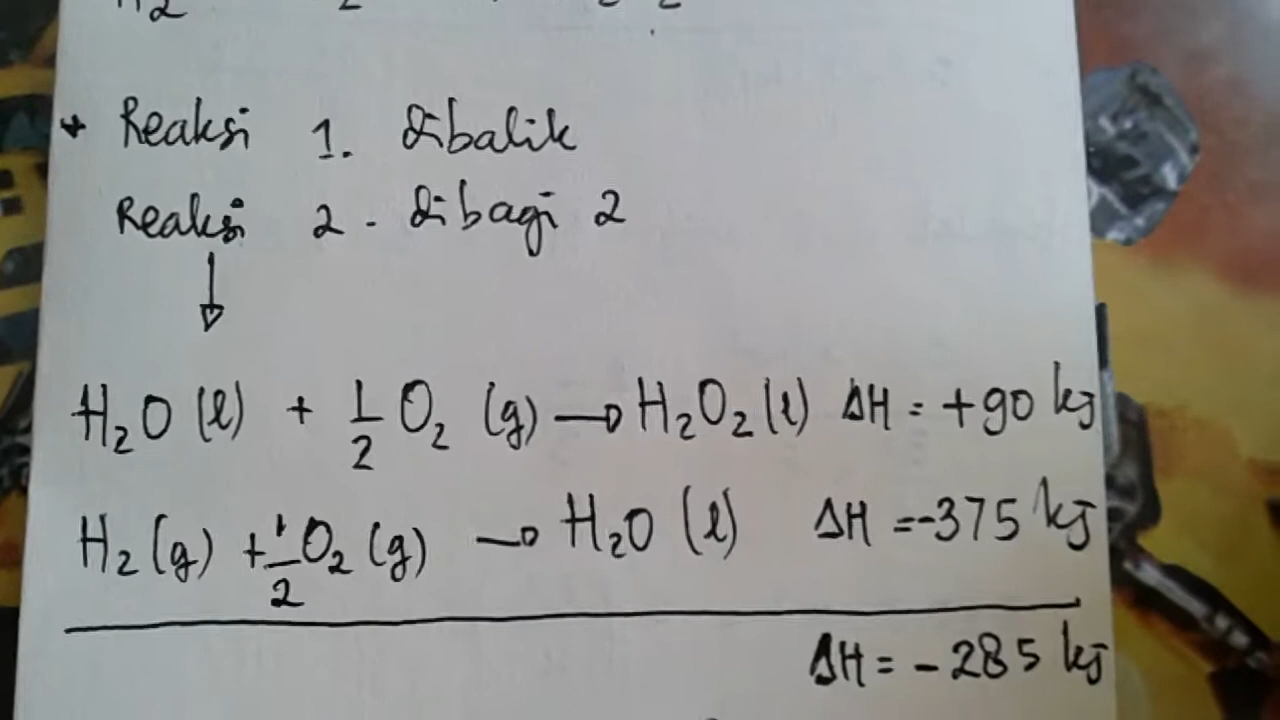 + Reaksi 1. dibalik
Reaksi 2. dibagi 2
H₂O (l) + 1/2 O₂ (g) → H₂O₂ (l) ΔH = +90 kJ
H₂ (g) + 1/2 O₂ (g) → H₂O (l) ΔH = -375 kJ
ΔH = -285 kJ